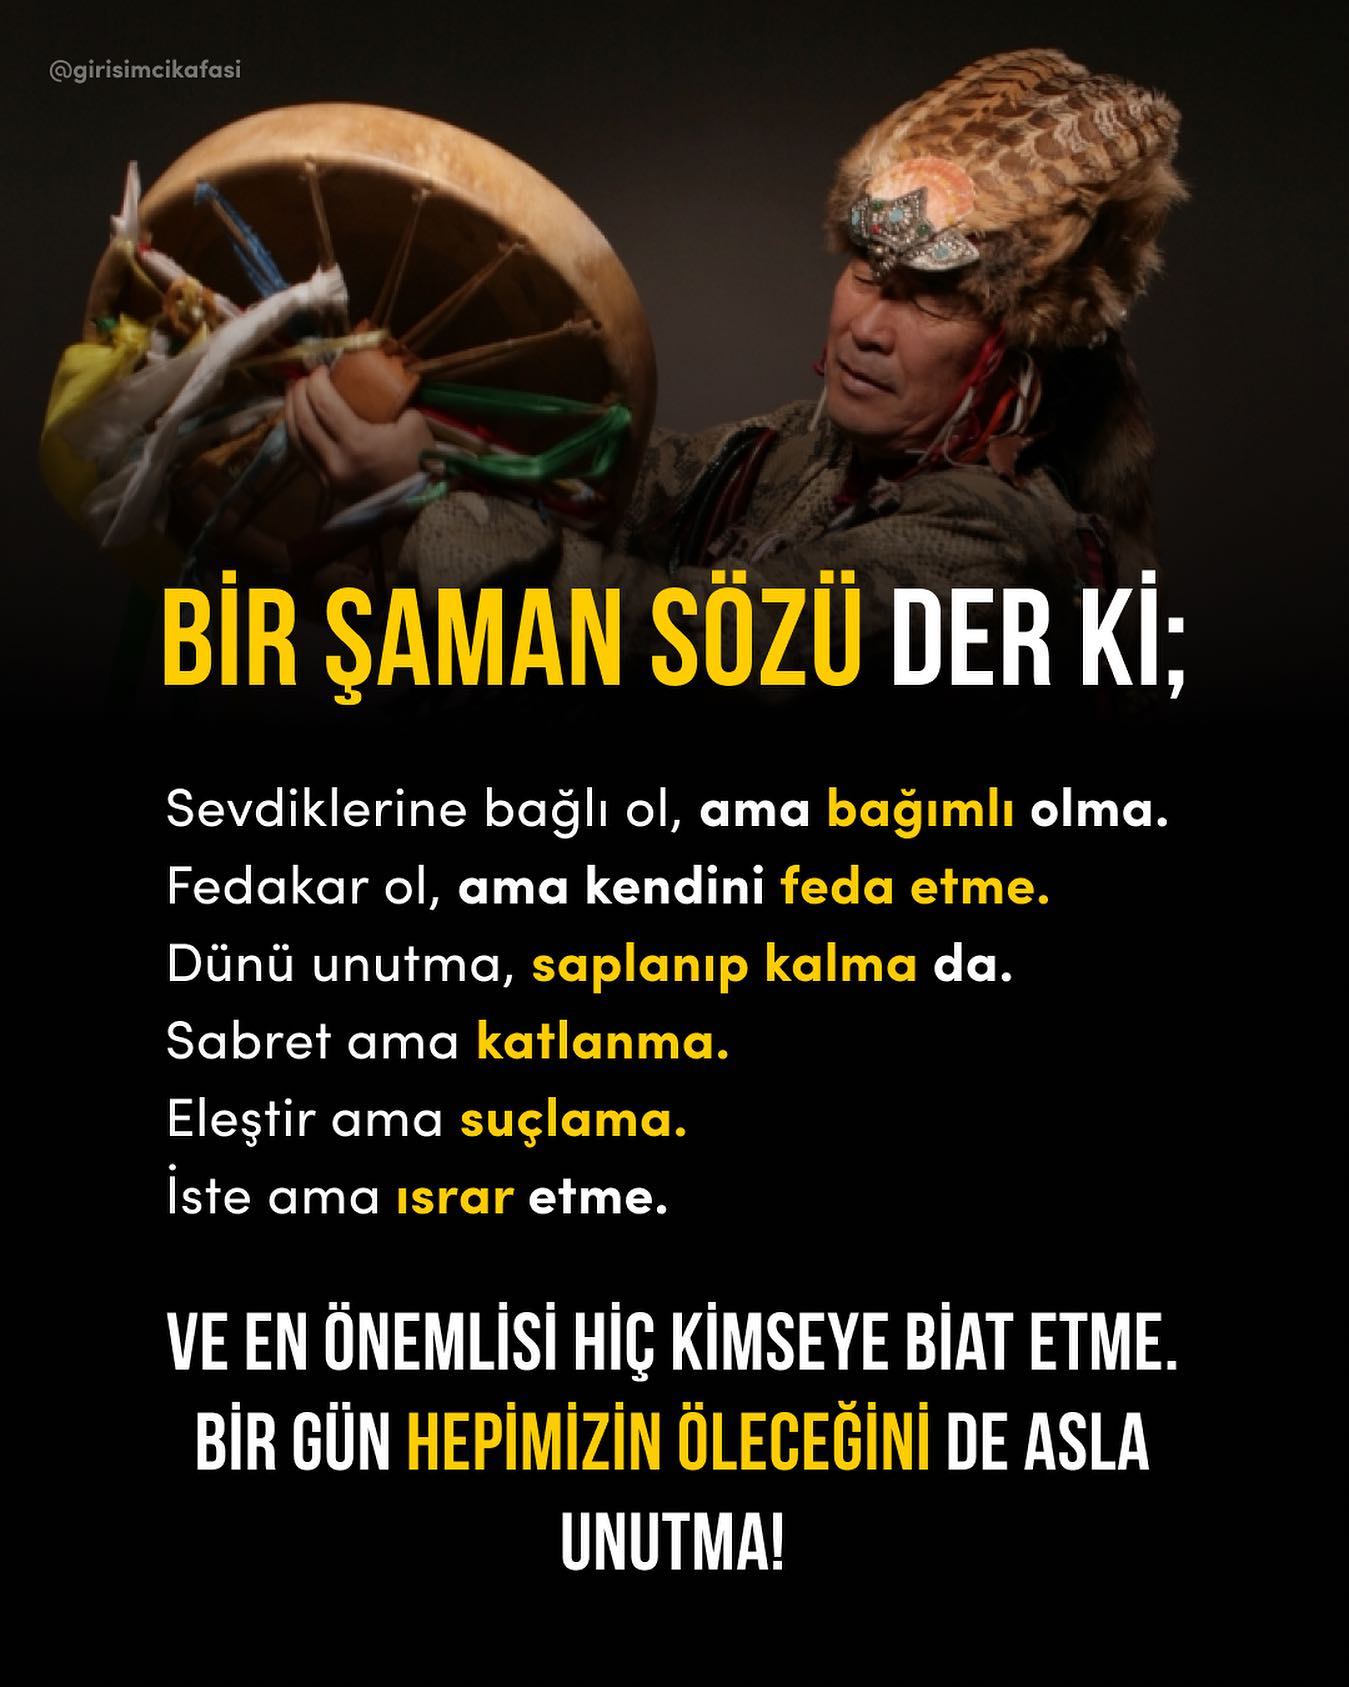 @girisimcikafasi
BİR ŞAMAN SÖZÜ DER Kİ;
Sevdiklerine bağlı ol, ama bağımlı olma.
Fedakar ol, ama kendini feda etme.
Dünü unutma, saplanıp kalma da.
Sabret ama katlanma.
Eleştir ama suçlama.
İste ama ısrar etme.
VE EN ÖNEMLİSİ HİÇ KİMSEYE BİAT ETME.
BİR GÜN HEPİMİZİN ÖLECEĞİNİ DE ASLA
UNUTMA!